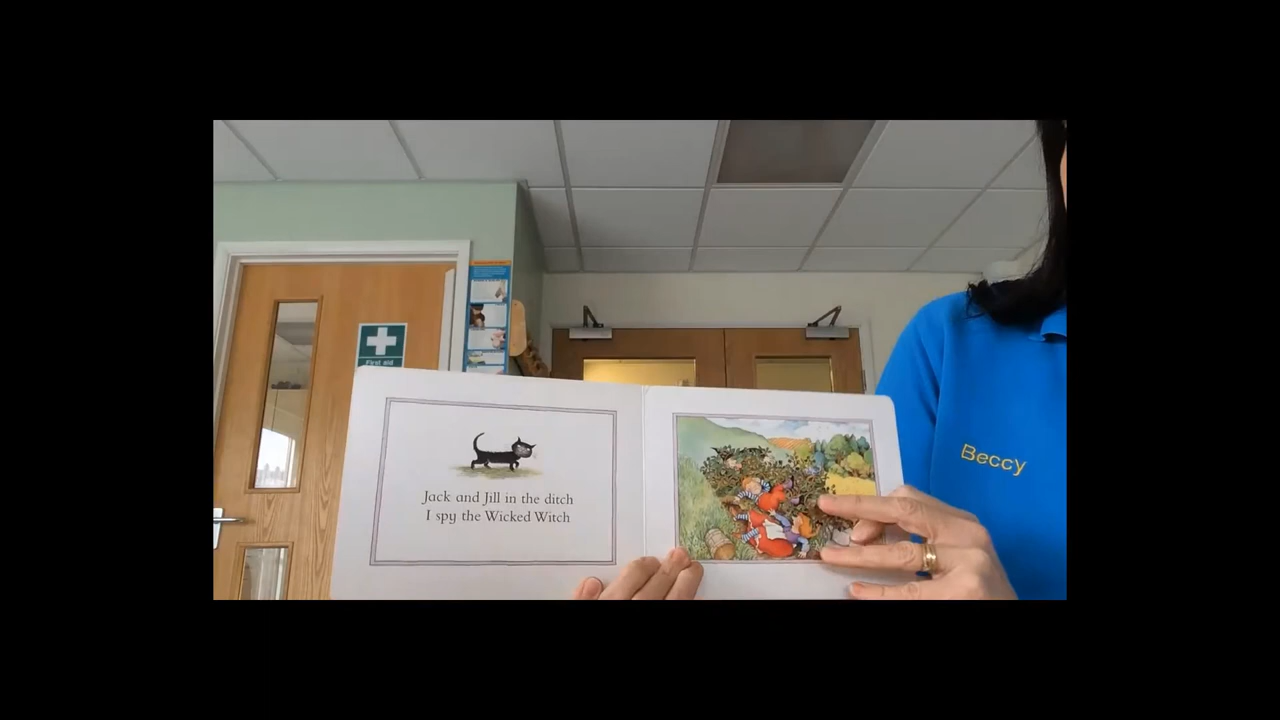 First aid
Jack and Jill in the ditch
I spy the Wicked Witch
Beccy